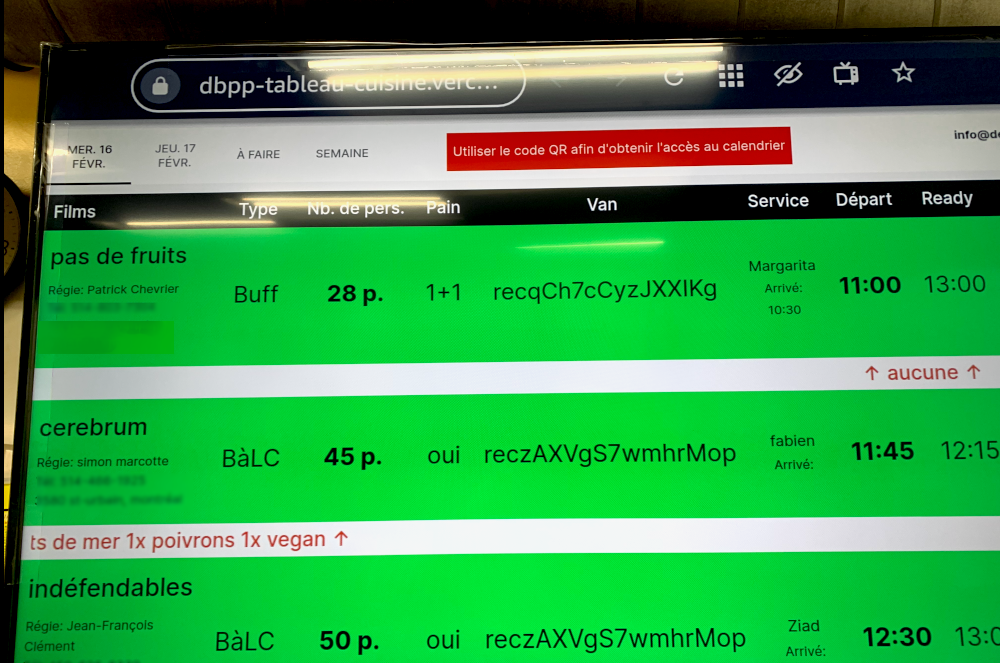 dbpp-tableau-cuisine.verc...
MER. 16 FÉVR.
JEU. 17 FÉVR.
À FAIRE
SEMAINE
Utiliser le code QR afin d'obtenir l'accès au calendrier
info@de
Films Type Nb. de pers. Pain Van Service Départ Ready
pas de fruits
Régie: Patrick Chevrier
Buff 28 p. 1+1 recqCh7cCyzJXXIKg
Margarita
Arrivé:
10:30
11:00 13:00
↑ aucune ↑
cerebrum
Régie: simon marcotte
BàLC 45 p. oui reczAXVgS7wmhrMop
fabien
Arrivé:
11:45 12:15
ts de mer 1x poivrons 1x vegan ↑
indéfendables
Régie: Jean-François
Clément
BàLC 50 p. oui reczAXVgS7wmhrMop
Ziad
Arrivé:
12:30 13:0